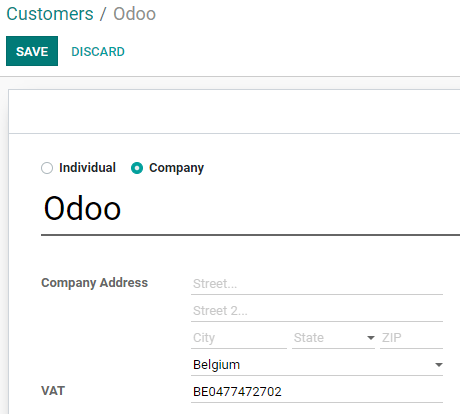 Customers / Odoo
SAVE DISCARD
Individual Company
Odoo
Company Address Street...
Street 2...
City State ZIP
Belgium
VAT BE0477472702